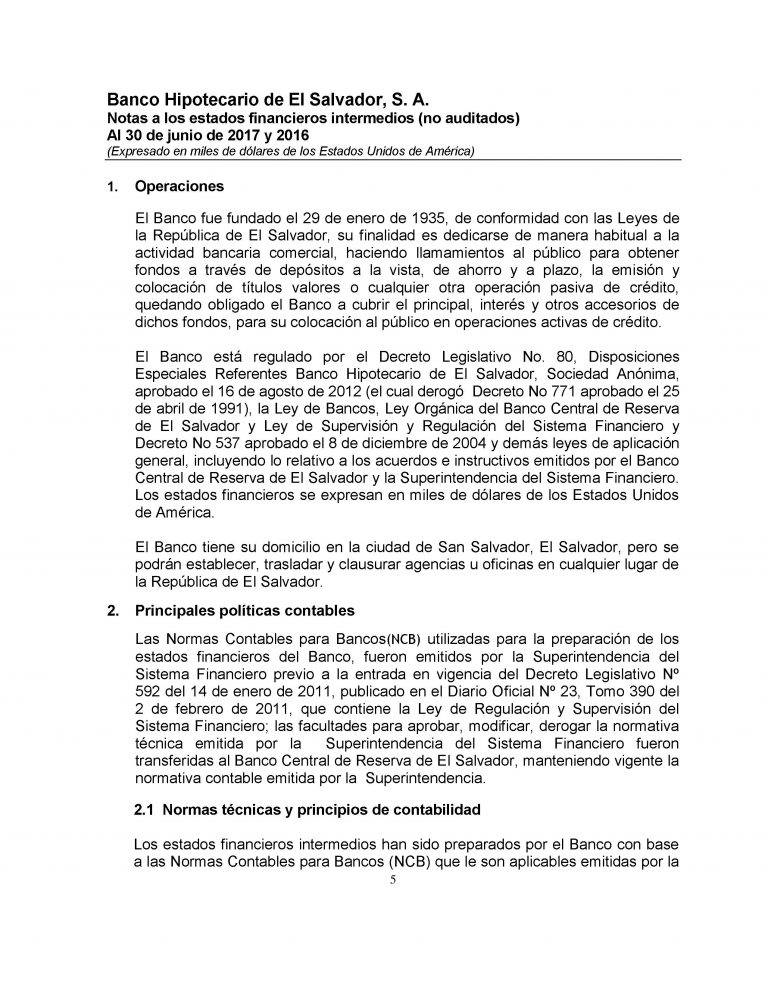 Banco Hipotecario de El Salvador, S. A.
Notas a los estados financieros intermedios (no auditados)
Al 30 de junio de 2017 y 2016
(Expresado en miles de dólares de los Estados Unidos de América)
1. Operaciones
El Banco fue fundado el 29 de enero de 1935, de conformidad con las Leyes de
la República de El Salvador, su finalidad es dedicarse de manera habitual a la
actividad bancaria comercial, haciendo llamamientos al público para obtener
fondos a través de depósitos a la vista, de ahorro y a plazo, la emisión y
colocación de títulos valores o cualquier otra operación pasiva de crédito,
quedando obligado el Banco a cubrir el principal, interés y otros accesorios de
dichos fondos, para su colocación al público en operaciones activas de crédito.
El Banco está regulado por el Decreto Legislativo No. 80, Disposiciones
Especiales Referentes Banco Hipotecario de El Salvador, Sociedad Anónima,
aprobado el 16 de agosto de 2012 (el cual derogó Decreto No 771 aprobado el 25
de abril de 1991), la Ley de Bancos, Ley Orgánica del Banco Central de Reserva
de El Salvador y Ley de Supervisión y Regulación del Sistema Financiero y
Decreto No 537 aprobado el 8 de diciembre de 2004 y demás leyes de aplicación
general, incluyendo lo relativo a los acuerdos e instructivos emitidos por el Banco
Central de Reserva de El Salvador y la Superintendencia del Sistema Financiero.
Los estados financieros se expresan en miles de dólares de los Estados Unidos
de América.
El Banco tiene su domicilio en la ciudad de San Salvador, El Salvador, pero se
podrán establecer, trasladar y clausurar agencias u oficinas en cualquier lugar de
la República de El Salvador.
2. Principales políticas contables
Las Normas Contables para Bancos(NCB) utilizadas para la preparación de los
estados financieros del Banco, fueron emitidos por la Superintendencia del
Sistema Financiero previo a la entrada en vigencia del Decreto Legislativo Nº
592 del 14 de enero de 2011, publicado en el Diario Oficial Nº 23, Tomo 390 del
2 de febrero de 2011, que contiene la Ley de Regulación y Supervisión del
Sistema Financiero; las facultades para aprobar, modificar, derogar la normativa
técnica emitida por la Superintendencia del Sistema Financiero fueron
transferidas al Banco Central de Reserva de El Salvador, manteniendo vigente la
normativa contable emitida por la Superintendencia.
2.1 Normas técnicas y principios de contabilidad
Los estados financieros intermedios han sido preparados por el Banco con base
a las Normas Contables para Bancos (NCB) que le son aplicables emitidas por la
5